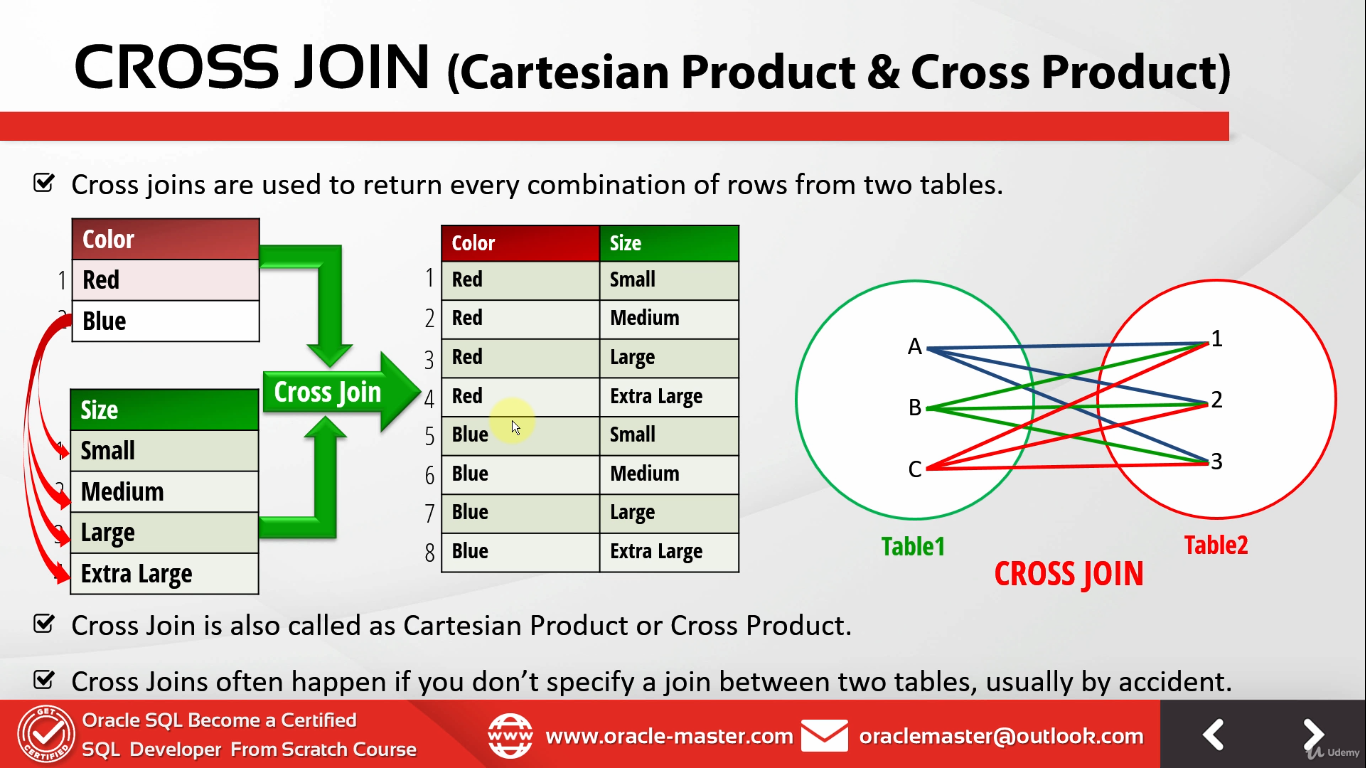 CROSS JOIN (Cartesian Product & Cross Product)
Cross joins are used to return every combination of rows from two tables.
Color
1 Red
Blue
Size
1 Small
2 Medium
3 Large
4 Extra Large
Cross Join
Color Size
1 Red Small
2 Red Medium
3 Red Large
4 Red Extra Large
5 Blue Small
6 Blue Medium
7 Blue Large
8 Blue Extra Large
A 1
B 2
C 3
Table1 Table2
CROSS JOIN
Cross Join is also called as Cartesian Product or Cross Product.
Cross Joins often happen if you don’t specify a join between two tables, usually by accident.
GET CERTIFIED
Oracle SQL Become a Certified
SQL Developer From Scratch Course
www
www.oracle-master.com
oraclemaster@outlook.com
Udemy